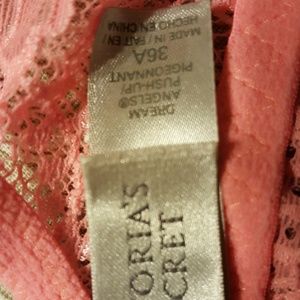 DREAM
ANGELS®
PUSH-UP/
PIGEONNANT
36A
MADE IN / FAIT EN /
HECHO EN CHINA
ORIA'S
CRET